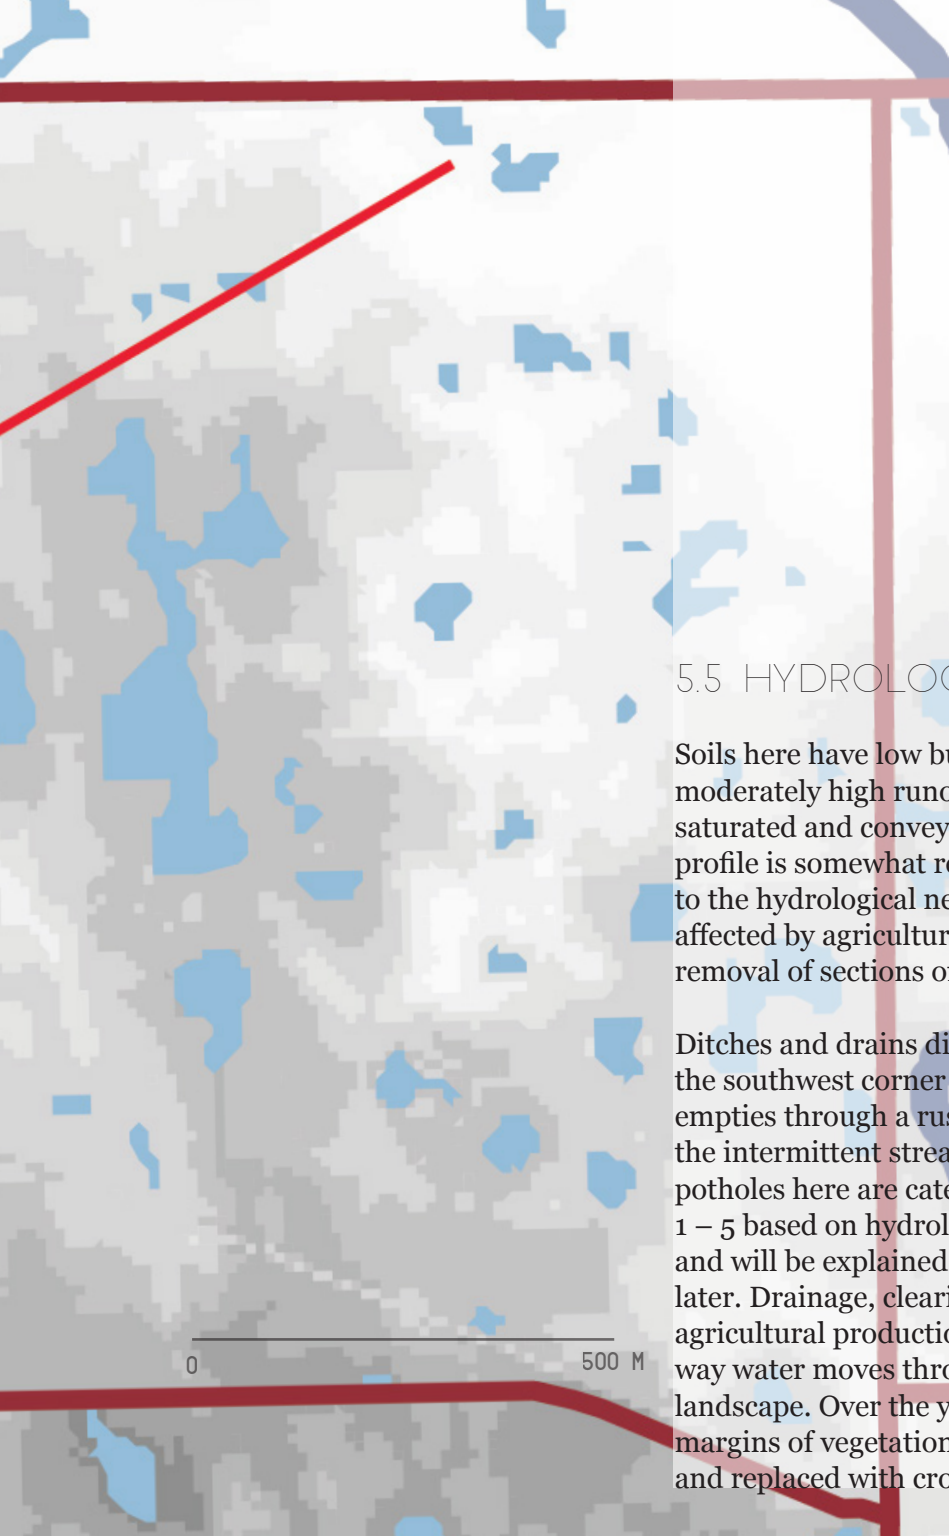 5.5 HYDROLOG
Soils here have low bu
moderately high runo
saturated and convey
profile is somewhat re
to the hydrological ne
affected by agricultur
removal of sections o
Ditches and drains di
the southwest corner
empties through a rus
the intermittent strea
potholes here are cate
1 – 5 based on hydrol
and will be explained
later. Drainage, cleari
agricultural productio
way water moves thro
landscape. Over the y
margins of vegetation
and replaced with cro
0
500 M